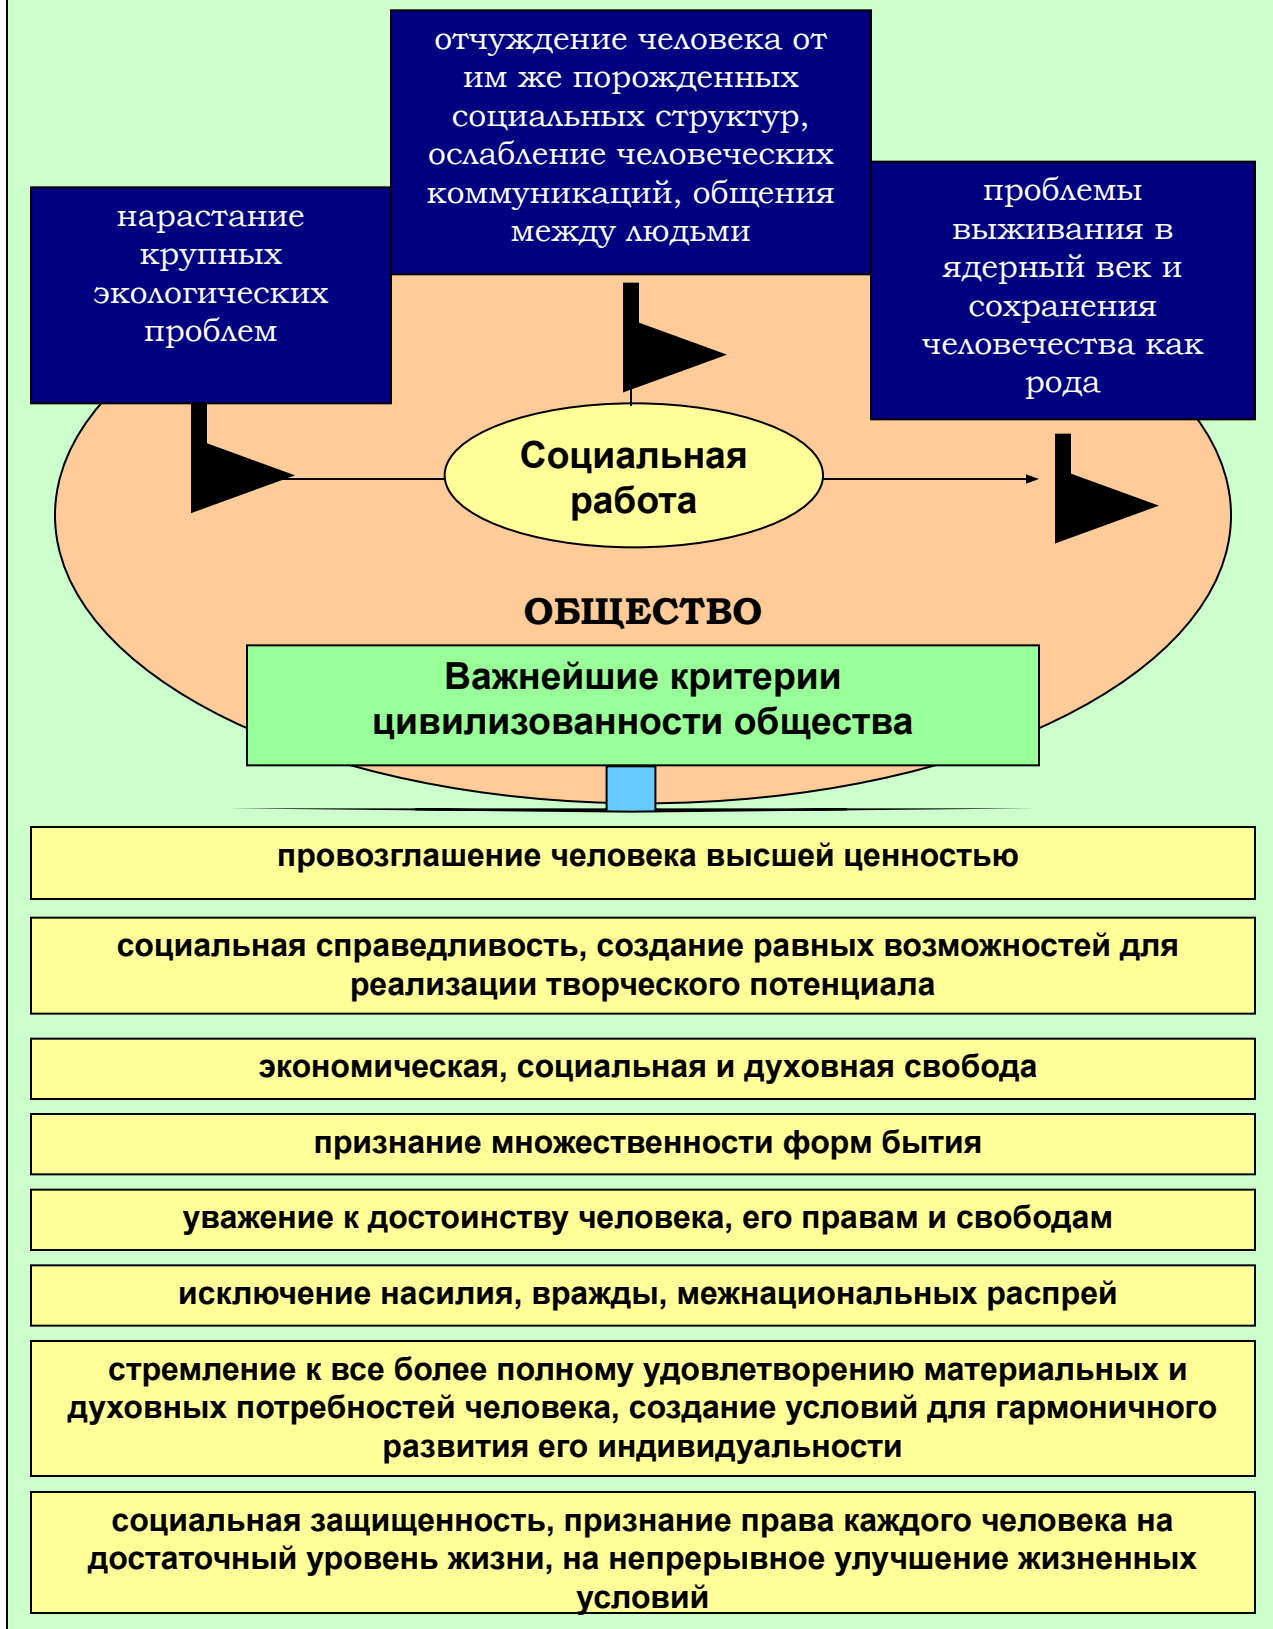 отчуждение человека от
им же порожденных
социальных структур,
ослабление человеческих
коммуникаций, общения
между людьми
нарастание
крупных
экологических
проблем
проблемы
выживания в
ядерный век и
сохранения
человечества как
рода
Социальная
работа
ОБЩЕСТВО
Важнейшие критерии
цивилизованности общества
провозглашение человека высшей ценностью
социальная справедливость, создание равных возможностей для
реализации творческого потенциала
экономическая, социальная и духовная свобода
признание множественности форм бытия
уважение к достоинству человека, его правам и свободам
исключение насилия, вражды, межнациональных распрей
стремление к все более полному удовлетворению материальных и
духовных потребностей человека, создание условий для гармоничного
развития его индивидуальности
социальная защищенность, признание права каждого человека на
достаточный уровень жизни, на непрерывное улучшение жизненных
условий